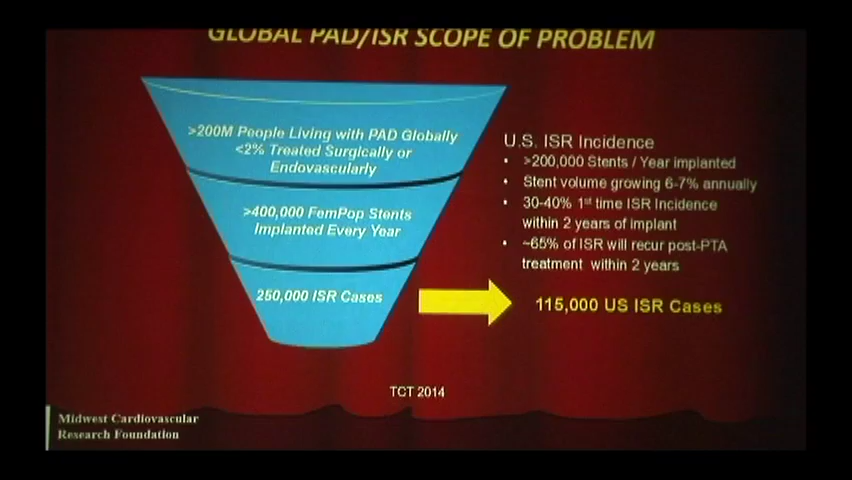 GLOBAL PAD/ISR SCOPE OF PROBLEM
>200M People Living with PAD Globally
<2% Treated Surgically or
Endovascularly
>400,000 FemPop Stents
Implanted Every Year
250,000 ISR Cases
U.S. ISR Incidence
• >200,000 Stents / Year implanted
• Stent volume growing 6-7% annually
• 30-40% 1st time ISR Incidence
within 2 years of implant
• ~65% of ISR will recur post-PTA
treatment within 2 years
115,000 US ISR Cases
TCT 2014
Midwest Cardiovascular
Research Foundation